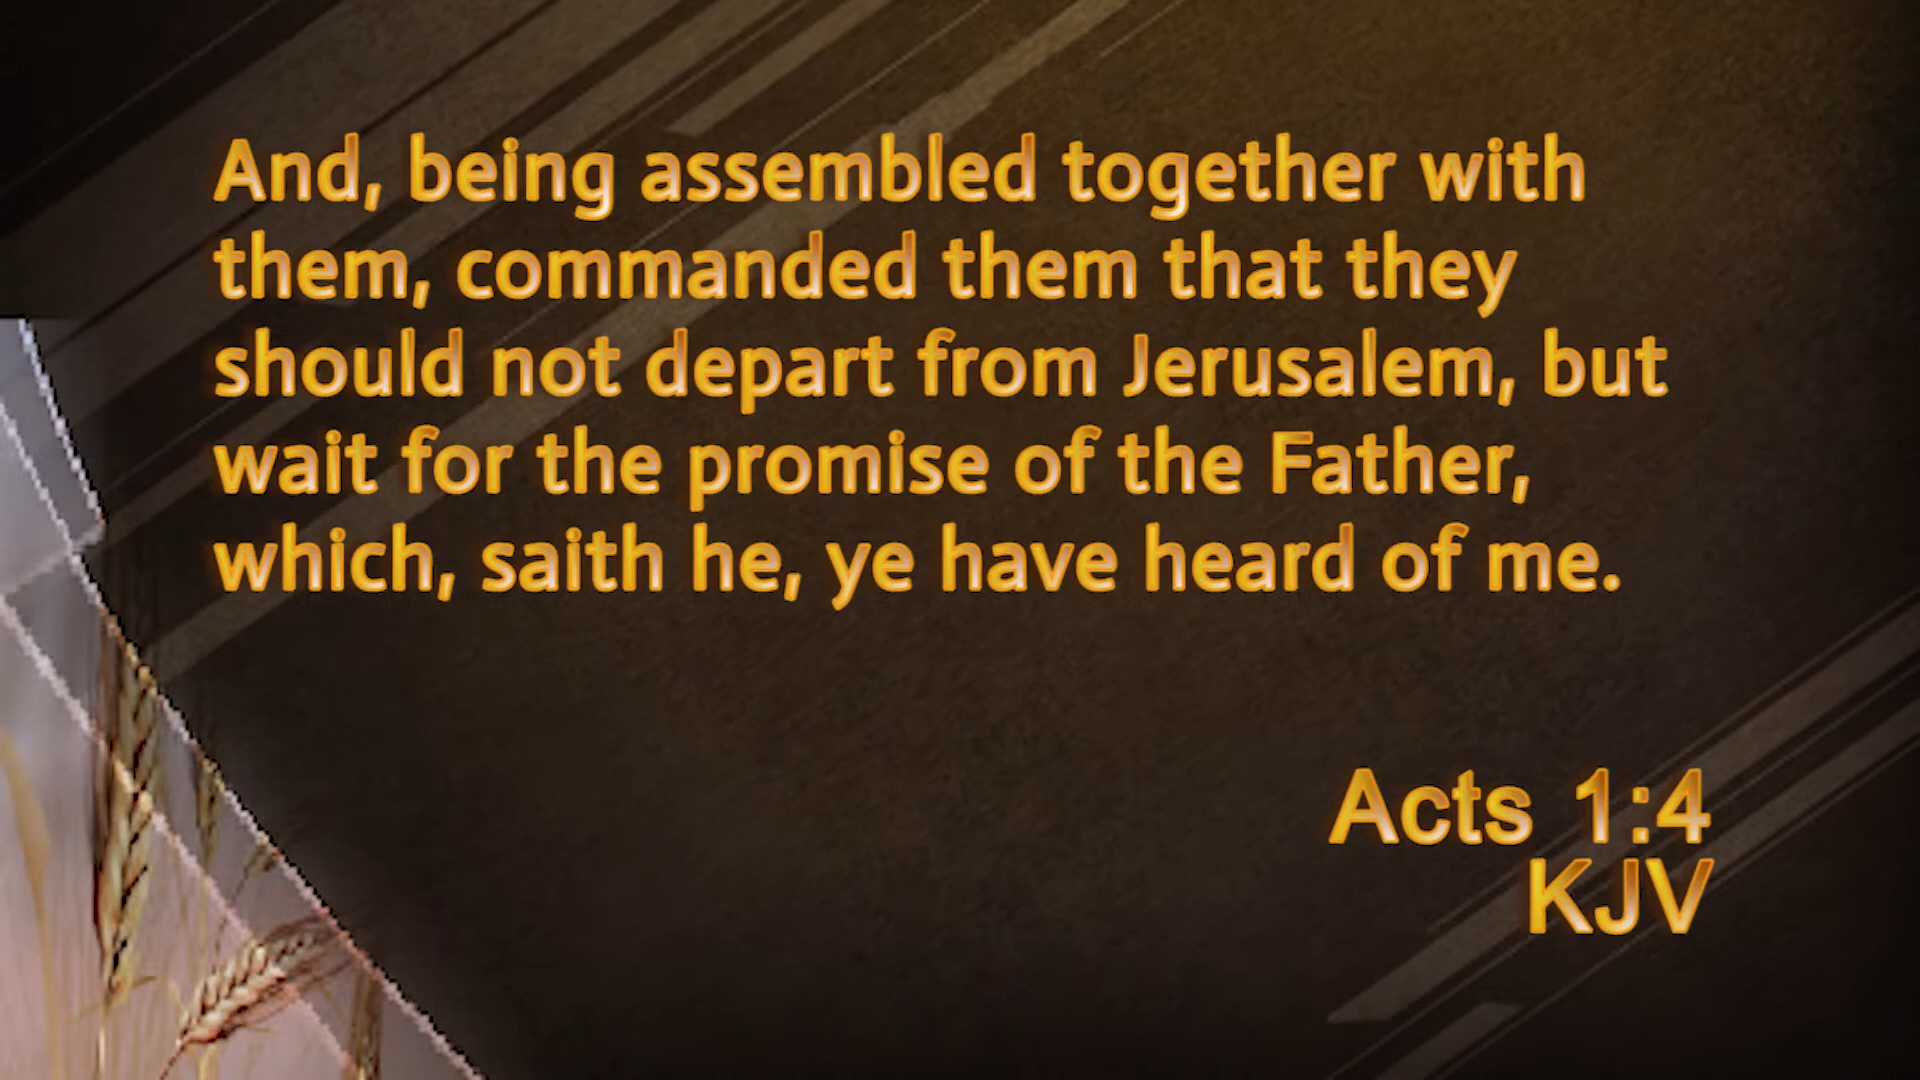 And, being assembled together with
them, commanded them that they
should not depart from Jerusalem, but
wait for the promise of the Father,
which, saith he, ye have heard of me.
Acts 1:4
KJV